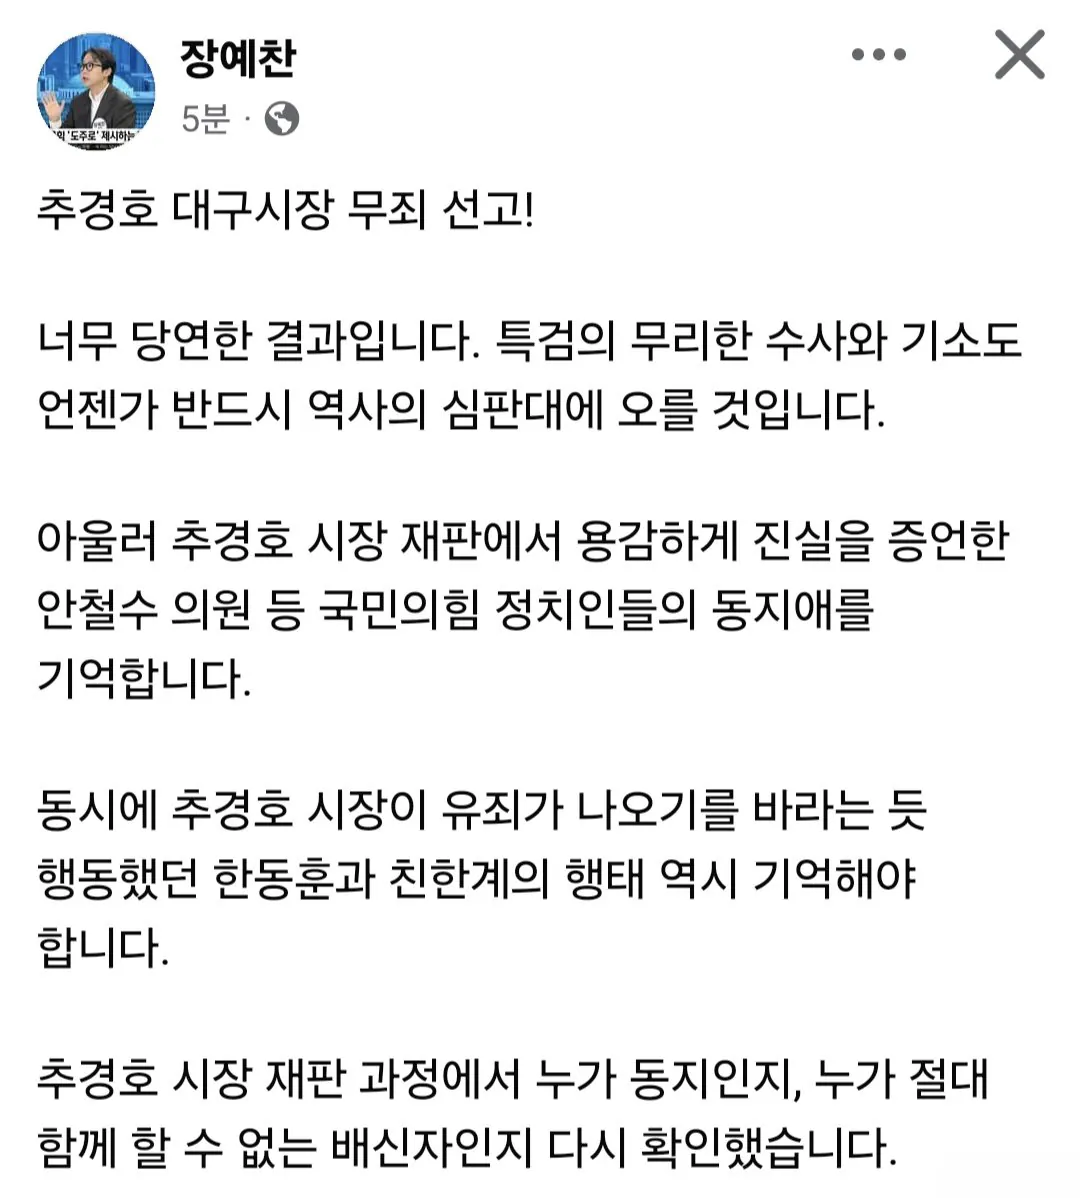 장예찬
5분 ·
'도주로' 제시하는
추경호 대구시장 무죄 선고!
너무 당연한 결과입니다. 특검의 무리한 수사와 기소도
언젠가 반드시 역사의 심판대에 오를 것입니다.
아울러 추경호 시장 재판에서 용감하게 진실을 증언한
안철수 의원 등 국민의힘 정치인들의 동지애를
기억합니다.
동시에 추경호 시장이 유죄가 나오기를 바라는 듯
행동했던 한동훈과 친한계의 행태 역시 기억해야
합니다.
추경호 시장 재판 과정에서 누가 동지인지, 누가 절대
함께 할 수 없는 배신자인지 다시 확인했습니다.